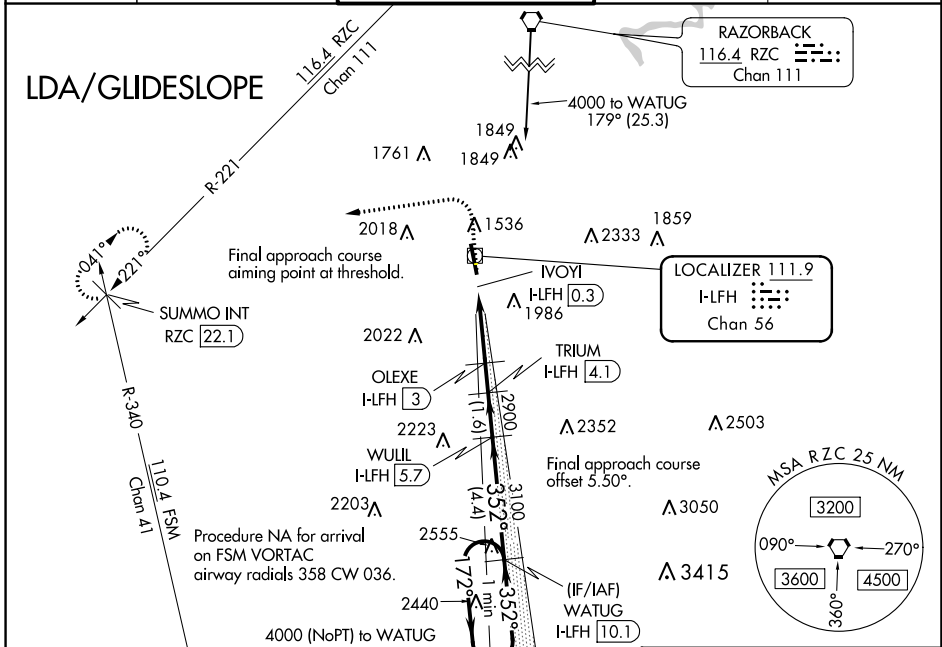 LDA/GLIDESLOPE
116.4 RZC
Chan 111
R-221
RAZORBACK
116.4 RZC
Chan 111
4000 to WATUG
179° (25.3)
1849
1849
1761
2018
1536
2333
1859
041°
221°
Final approach course
aiming point at threshold.
SUMMO INT
RZC 22.1
IVOYI
I-LFH 0.3
1986
LOCALIZER 111.9
I-LFH
Chan 56
2022
TRIUM
I-LFH 4.1
OLEXE
I-LFH 3
R-340
110.4 FSM
Chan 41
(1.6)
2900
2223
2352
2503
WULIL
I-LFH 5.7
Final approach course
offset 5.50°.
352°
(4.4)
3100
2203
3050
Procedure NA for arrival
on FSM VORTAC
airway radials 358 CW 036.
2555
3415
172°
1 min
352°
2440
(IF/IAF)
WATUG
I-LFH 10.1
4000 (NoPT) to WATUG
MSA RZC 25 NM
3200
090°
270°
3600
4500
360°